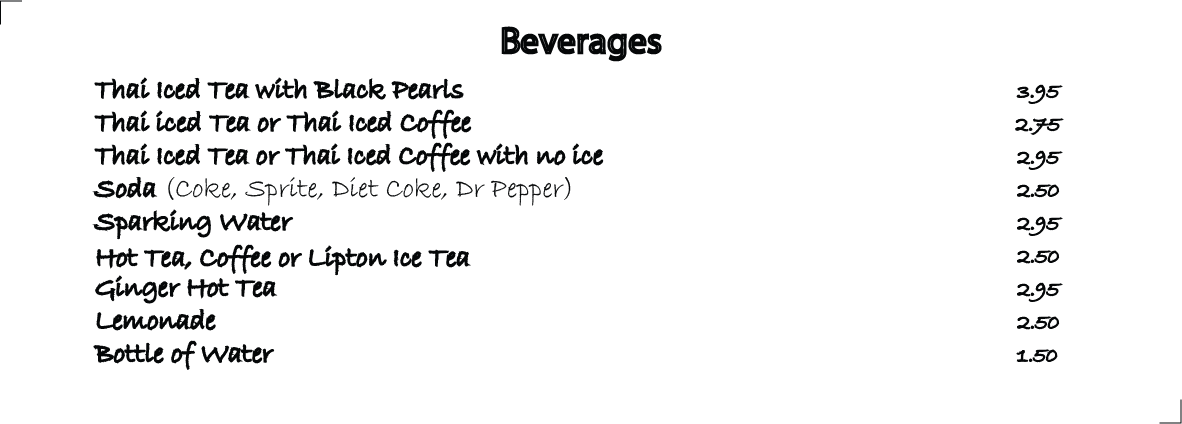 Beverages
Thai Iced Tea with Black Pearls 3.95
Thai iced Tea or Thai Iced Coffee 2.75
Thai Iced Tea or Thai Iced Coffee with no ice 2.95
Soda (Coke, Sprite, Diet Coke, Dr Pepper) 2.50
Sparking Water 2.95
Hot Tea, Coffee or Lipton Ice Tea 2.50
Ginger Hot Tea 2.95
Lemonade 2.50
Bottle of Water 1.50